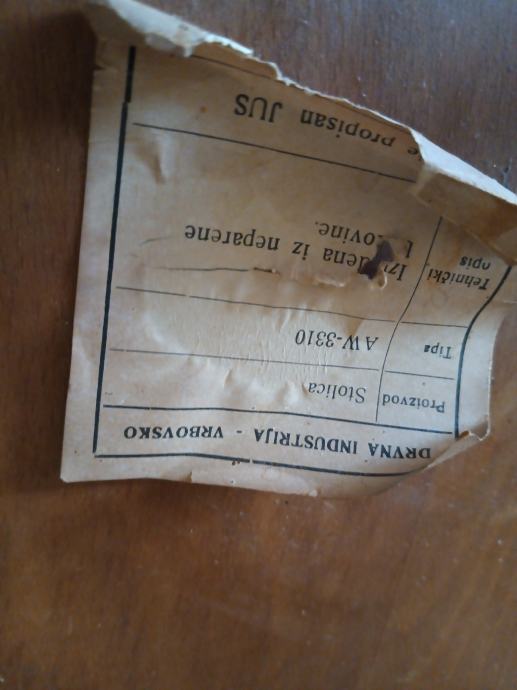 DRVNA INDUSTRIJA - VRBOVSKO
Proizvod Stolica
Tipa AW-3310
Tehnički opis
iz neparene
propisan JUS